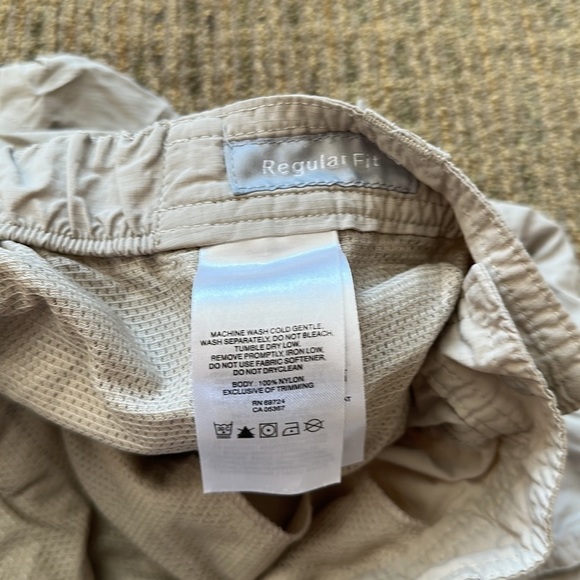 Regular Fit
MACHINE WASH COLD GENTLE.
WASH SEPARATELY. DO NOT BLEACH.
TUMBLE DRY LOW.
REMOVE PROMPTLY, IRON LOW.
DO NOT USE FABRIC SOFTENER.
DO NOT DRYCLEAN
BODY : 100% NYLON
EXCLUSIVE OF TRIMMING
RN 69724
CA 05367